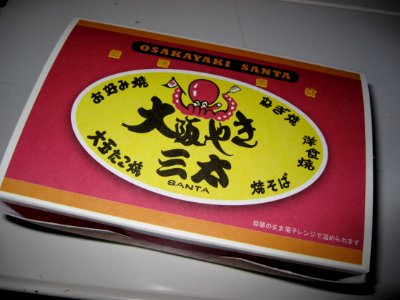 OSAKAYAKI SANTA
お好み焼
ねぎ焼
大阪やき
三太
SANTA
洋食焼
大玉たこ焼
焼そば
容器のまま電子レンジで温められます